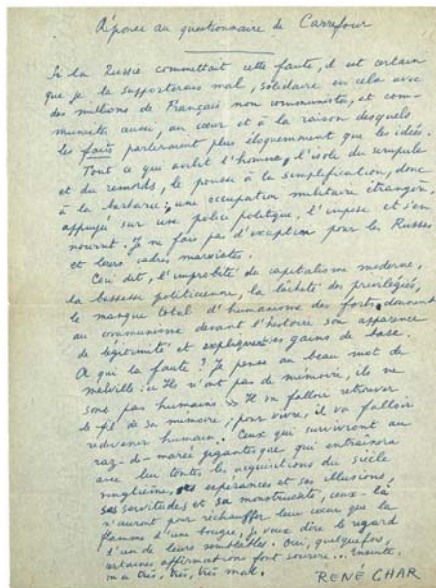 Réponse au questionnaire de Carrefour
Si la Russie commettait cette faute, il est certain
que je la supporterais mal, solidaire en cela avec
des millions de Français non communistes, et com-
munistes aussi, au cœur et à la raison desquels
les faits parleraient plus éloquemment que les idées.
Tout ce qui avilit l'homme, l'isole du scrupule
et du remords, le pousse à la simplification, donc
à la barbarie; une occupation militaire étrangère,
appuyée sur une police politique, l'impose et s'en
nourrit. Je ne fais pas d'exception pour les Russes
et leurs cadres marxistes.
Ceci dit, l'improbité du capitalisme moderne,
la bassesse politicienne, la lâcheté des privilégiés,
le manque total d'humanisme des forts, donnent
au communisme devant l'histoire son apparence
de légitimité et expliquent ses gains de base.
A qui la faute? Je pense au beau mot de
Melville: « Ils n'ont pas de mémoire, ils ne
sont pas humains. » Il va falloir retrouver
le fil de sa mémoire; pour vivre, il va falloir
redevenir humain. Ceux qui survivront au
raz-de-marée gigantesque qui entraînera
avec lui toutes les acquisitions du siècle
vingtième, ses espérances et ses illusions,
ses servitudes et sa monstruosité, ceux-là
n'auront pour réchauffer leur cœur que la
flamme d'une bougie, je veux dire le regard
d'un de leurs semblables. Oui, quelquefois,
certaines affirmations font sourire... Ensuite
on a très, très, très mal.
RENÉ CHAR